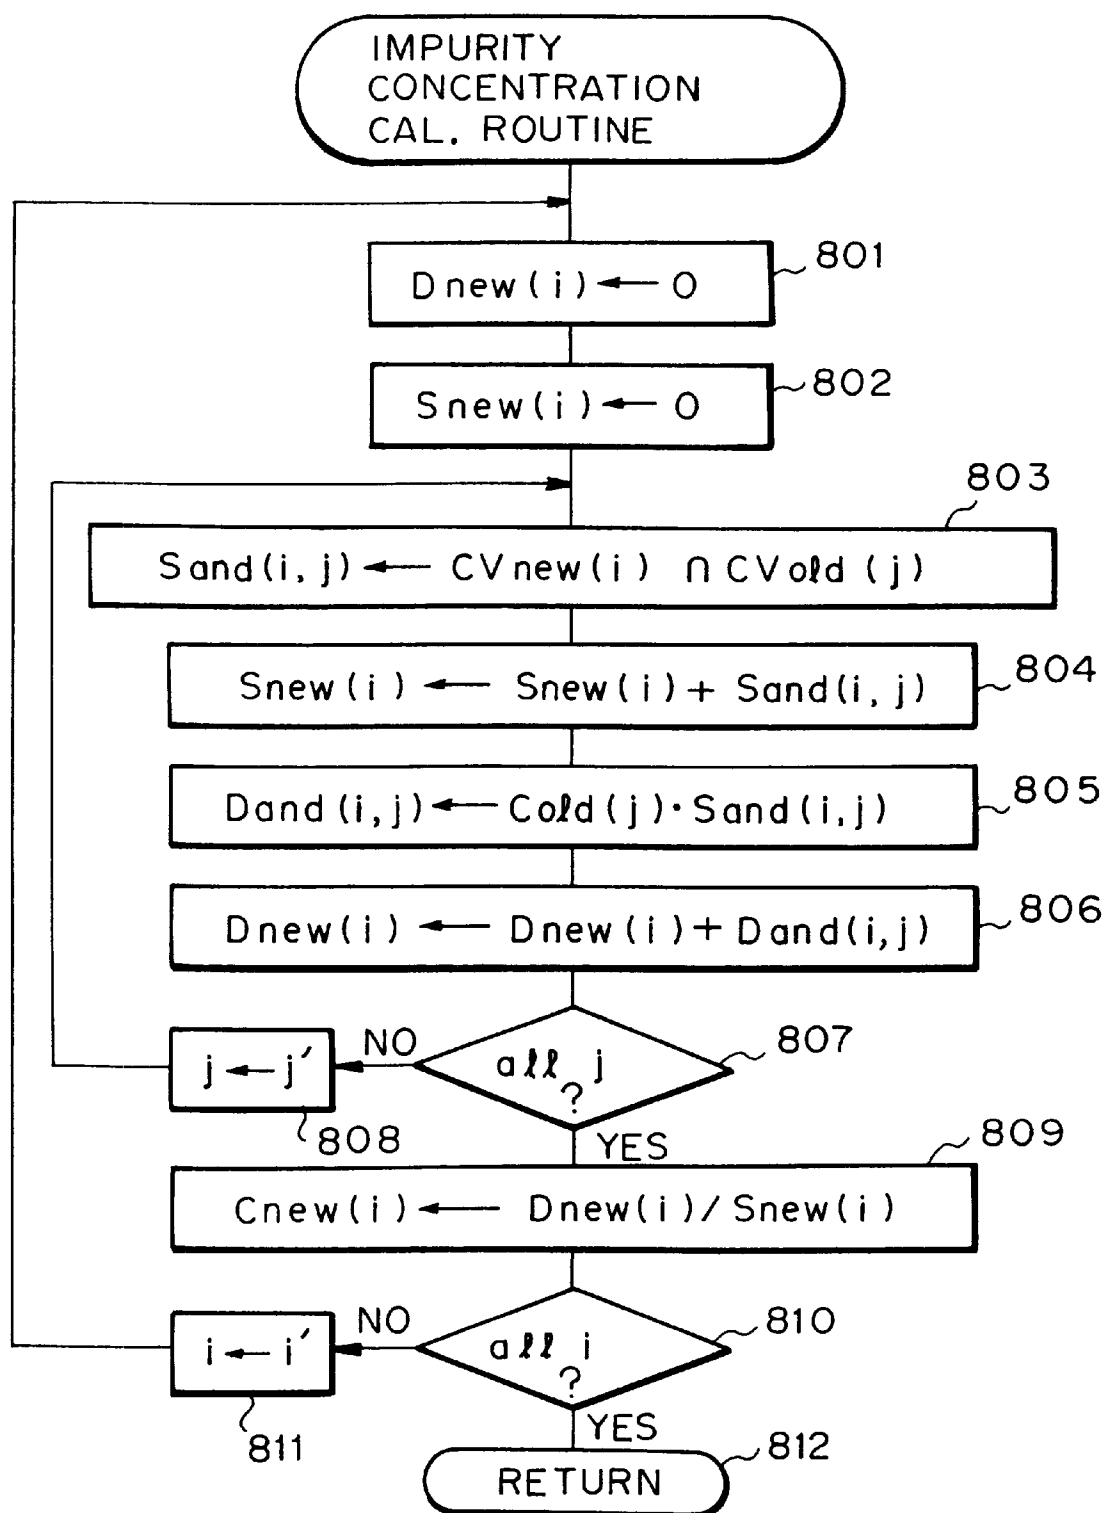 IMPURITY
CONCENTRATION
CAL. ROUTINE
Dnew(i) ← 0
801
Snew(i) ← 0
802
803
Sand(i,j) ← CVnew(i) ∩ CVold(j)
Snew(i) ← Snew(i) + Sand(i,j)
804
Dand(i,j) ← Cold(j)·Sand(i,j)
805
Dnew(i) ← Dnew(i) + Dand(i,j)
806
all j
?
807
NO
j ← j′
808
YES
809
Cnew(i) ← Dnew(i)/Snew(i)
all i
?
810
NO
i ← i′
811
YES
812
RETURN